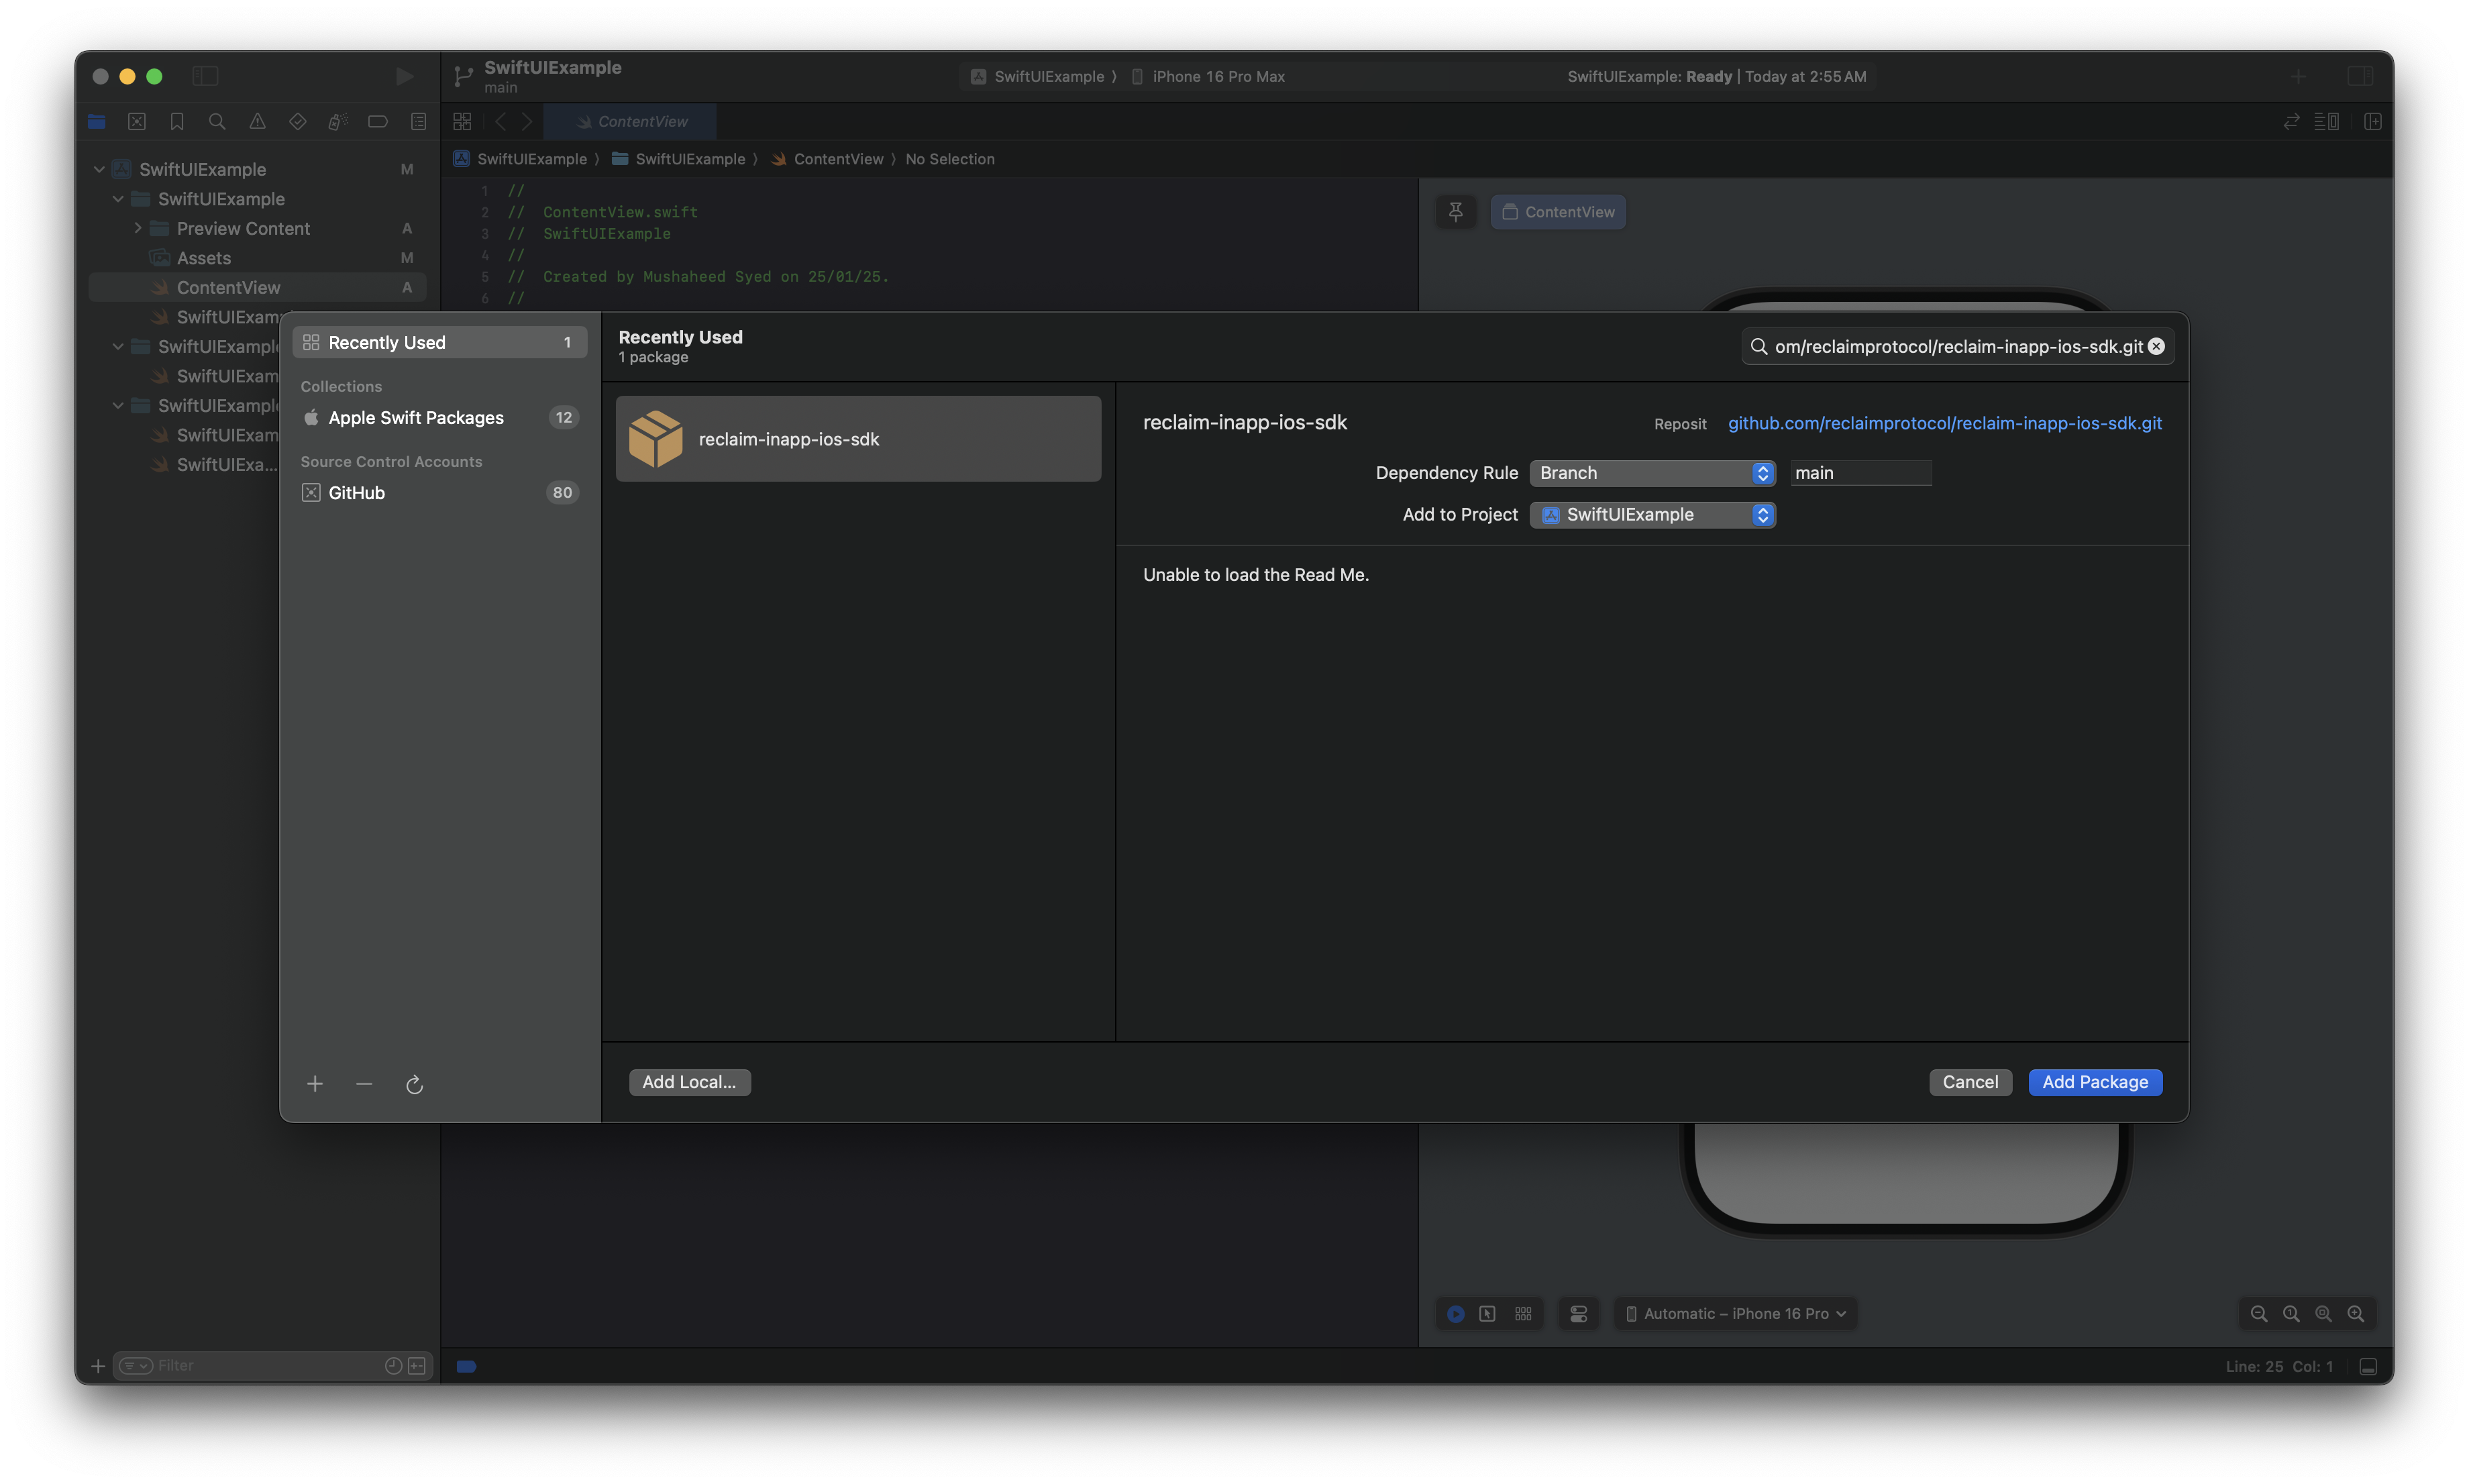 SwiftUIExample
main
SwiftUIExample 〉 iPhone 16 Pro Max
SwiftUIExample: Ready | Today at 2:55 AM
ContentView
SwiftUIExample M
SwiftUIExample
Preview Content A
Assets M
ContentView A
SwiftUIExam
SwiftUIExample
SwiftUIExam
SwiftUIExample
SwiftUIExam
SwiftUIExa...
SwiftUIExample 〉 SwiftUIExample 〉 ContentView 〉 No Selection
1 //
2 // ContentView.swift
3 // SwiftUIExample
4 //
5 // Created by Mushaheed Syed on 25/01/25.
6 //
ContentView
Recently Used 1
Collections
Apple Swift Packages 12
Source Control Accounts
GitHub 80
Recently Used
1 package
om/reclaimprotocol/reclaim-inapp-ios-sdk.git
reclaim-inapp-ios-sdk
reclaim-inapp-ios-sdk
Reposit github.com/reclaimprotocol/reclaim-inapp-ios-sdk.git
Dependency Rule Branch main
Add to Project SwiftUIExample
Unable to load the Read Me.
Add Local...
Cancel
Add Package
Automatic – iPhone 16 Pro
Filter
Line: 25 Col: 1